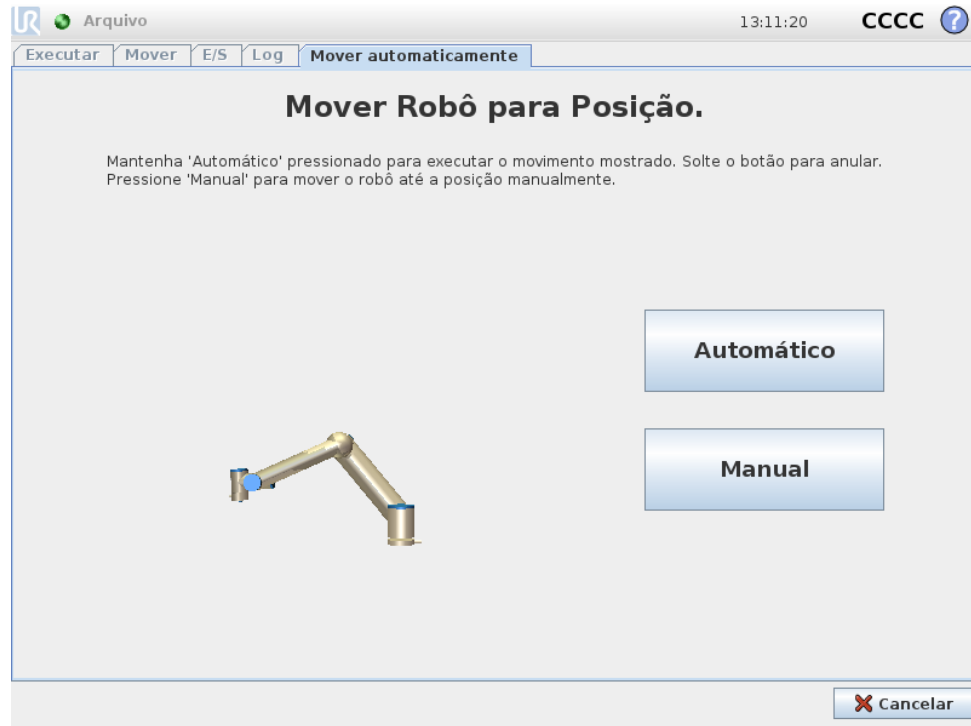 UR Arquivo 13:11:20 CCCC ?
Executar Mover E/S Log Mover automaticamente
Mover Robô para Posição.
Mantenha 'Automático' pressionado para executar o movimento mostrado. Solte o botão para anular.
Pressione 'Manual' para mover o robô até a posição manualmente.
Automático
Manual
Cancelar